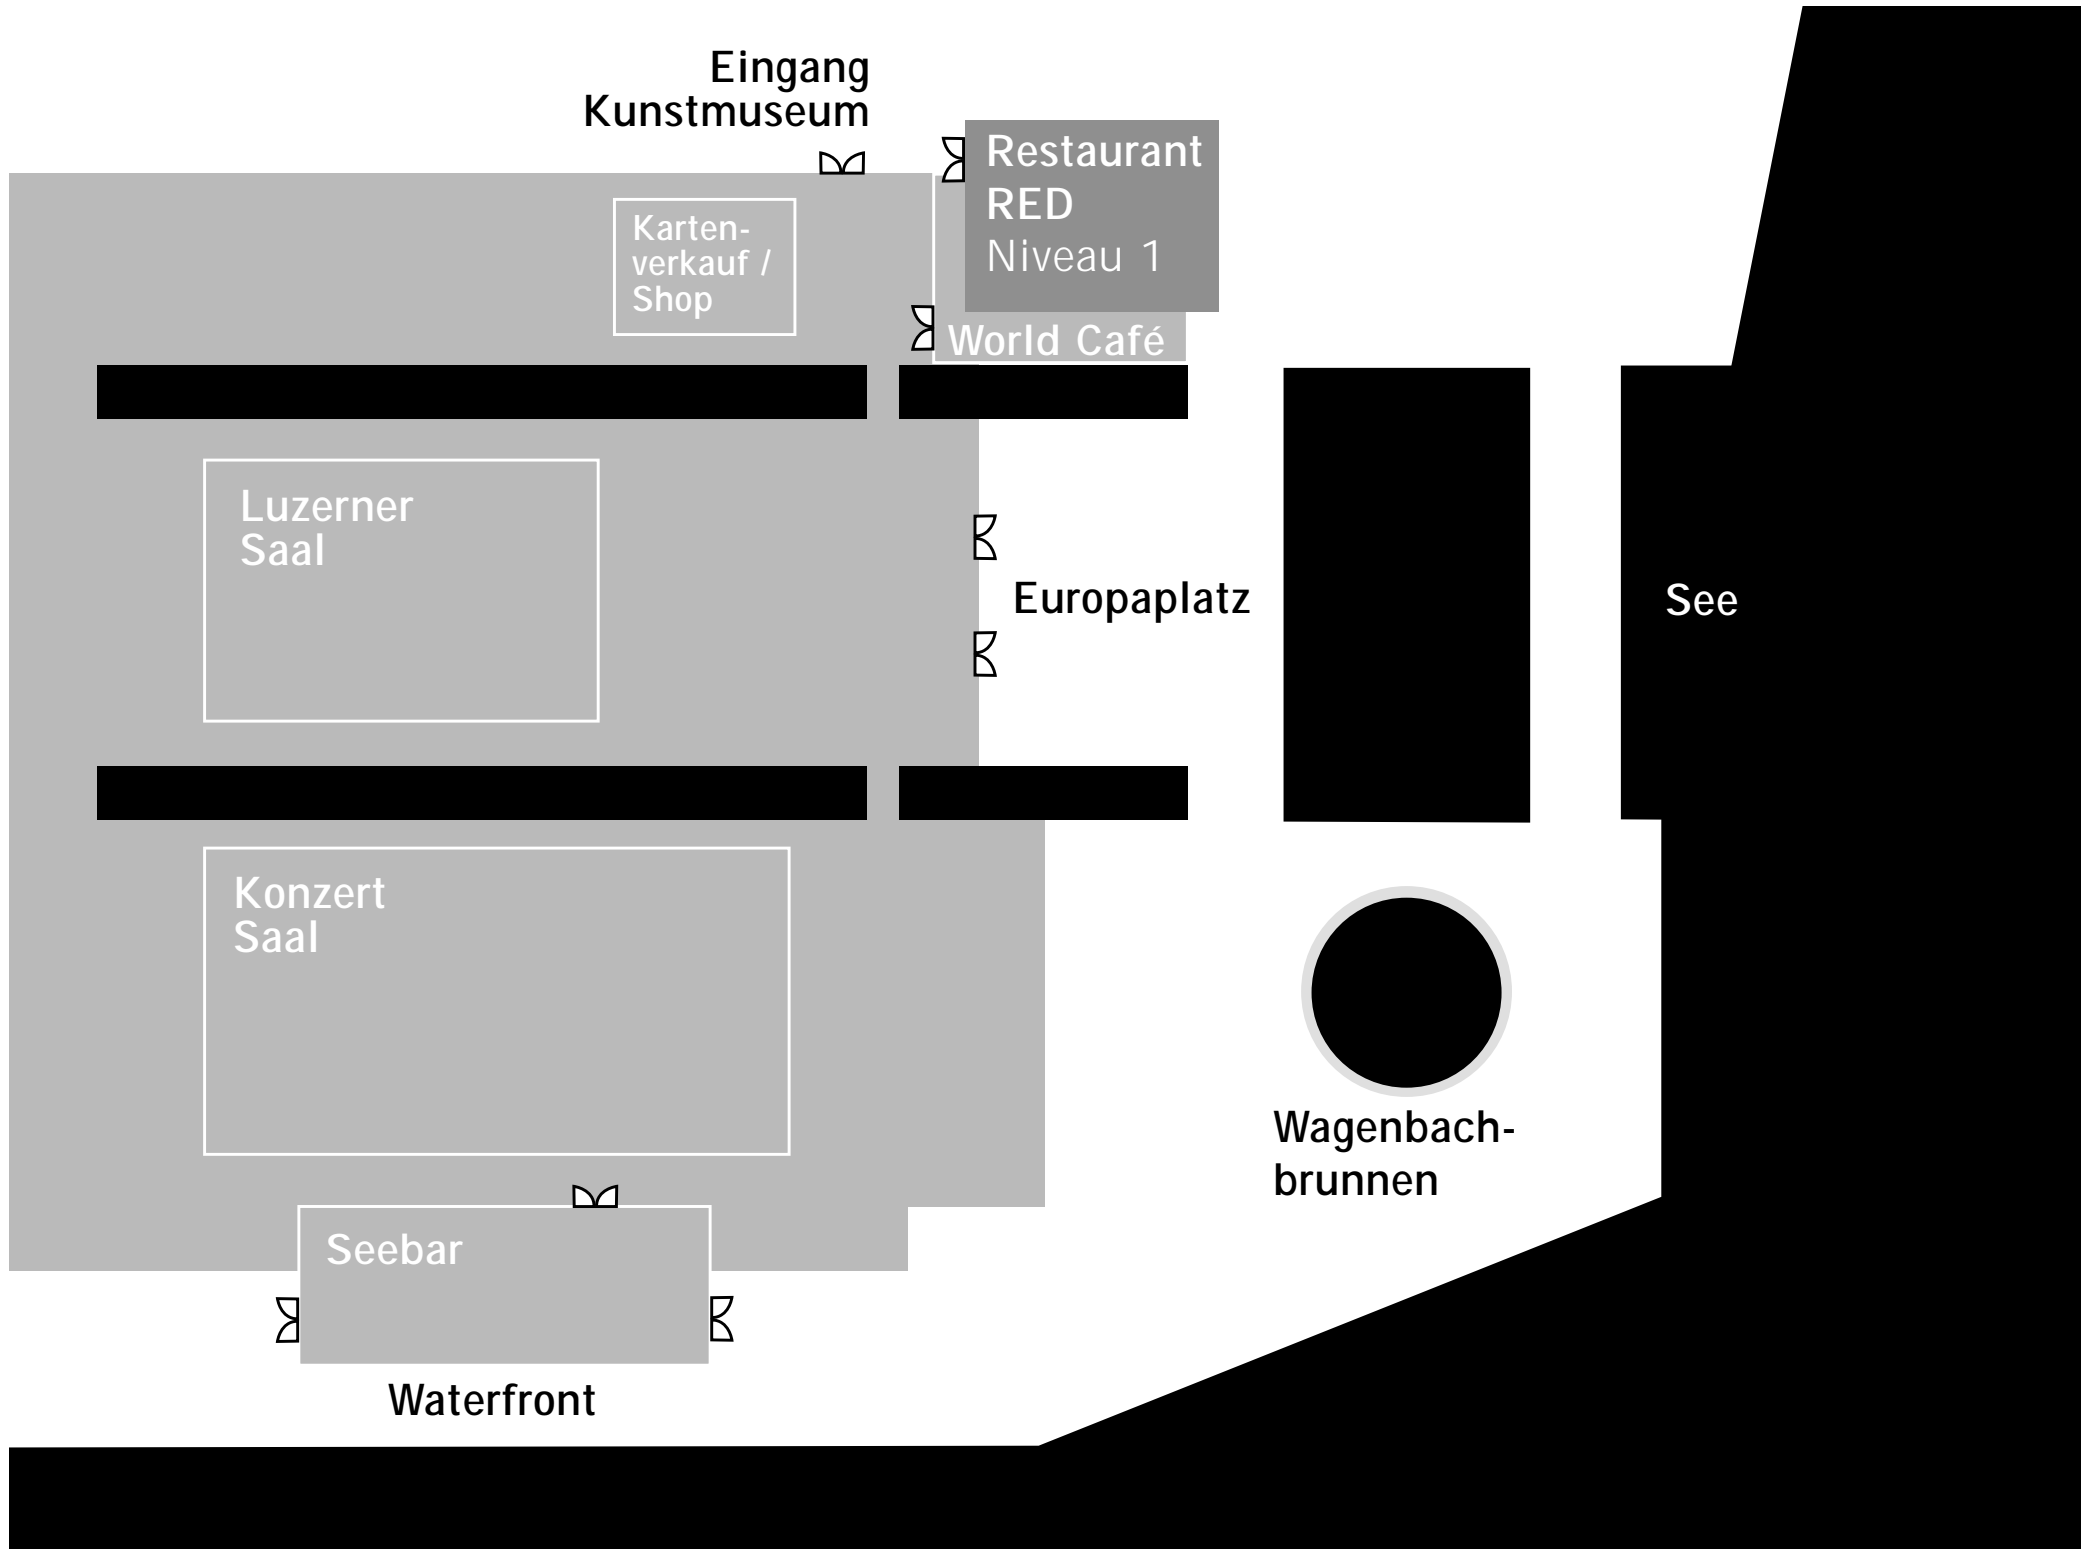 Eingang
Kunstmuseum
Restaurant
RED
Niveau 1
Karten-
verkauf /
Shop
World Café
Luzerner
Saal
Europaplatz
See
Konzert
Saal
Wagenbach-
brunnen
Seebar
Waterfront